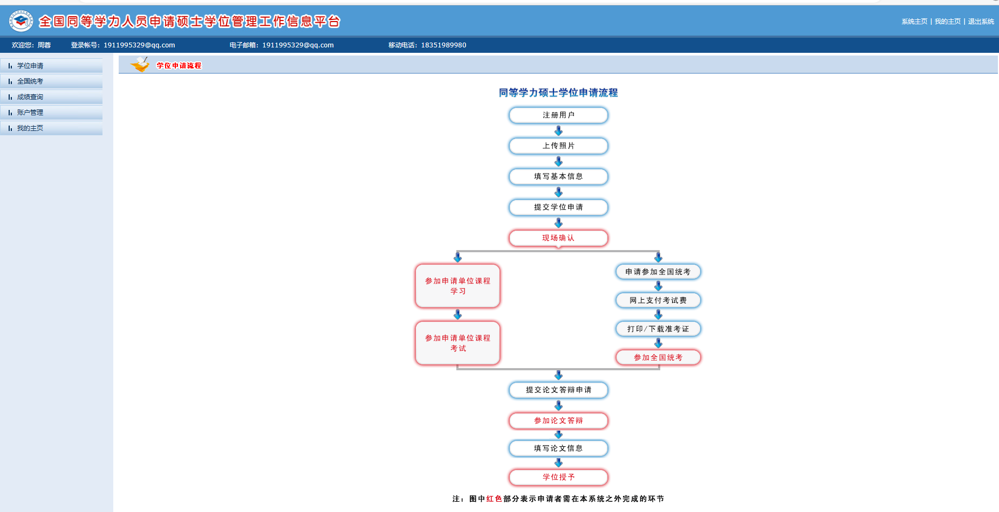 全国同等学力人员申请硕士学位管理工作信息平台
系统主页 | 我的主页 | 退出系统
欢迎您：周蓉 登录帐号：1911995329@qq.com 电子邮箱：1911995329@qq.com 移动电话：18351989980
学位申请
全国统考
成绩查询
账户管理
我的主页
学位申请流程
同等学力硕士学位申请流程
注册用户
上传照片
填写基本信息
提交学位申请
现场确认
参加申请单位课程
学习
参加申请单位课程
考试
申请参加全国统考
网上支付考试费
打印/下载准考证
参加全国统考
提交论文答辩申请
参加论文答辩
填写论文信息
学位授予
注：图中红色部分表示申请者需在本系统之外完成的环节